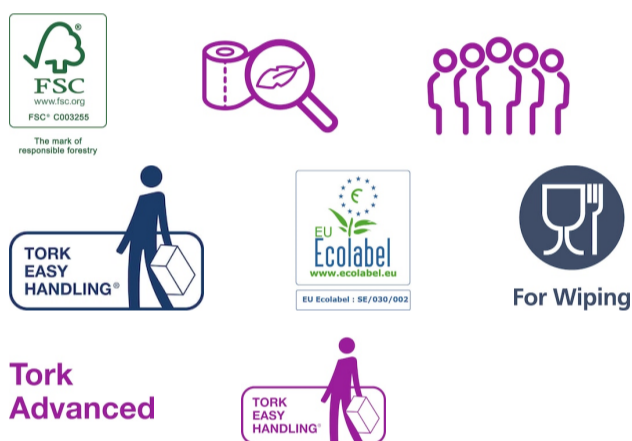 FSC
www.fsc.org
FSC® C003255
The mark of
responsible forestry
TORK
EASY
HANDLING®
EU
Ecolabel
www.ecolabel.eu
EU Ecolabel : SE/030/002
For Wiping
Tork
Advanced
TORK
EASY
HANDLING®